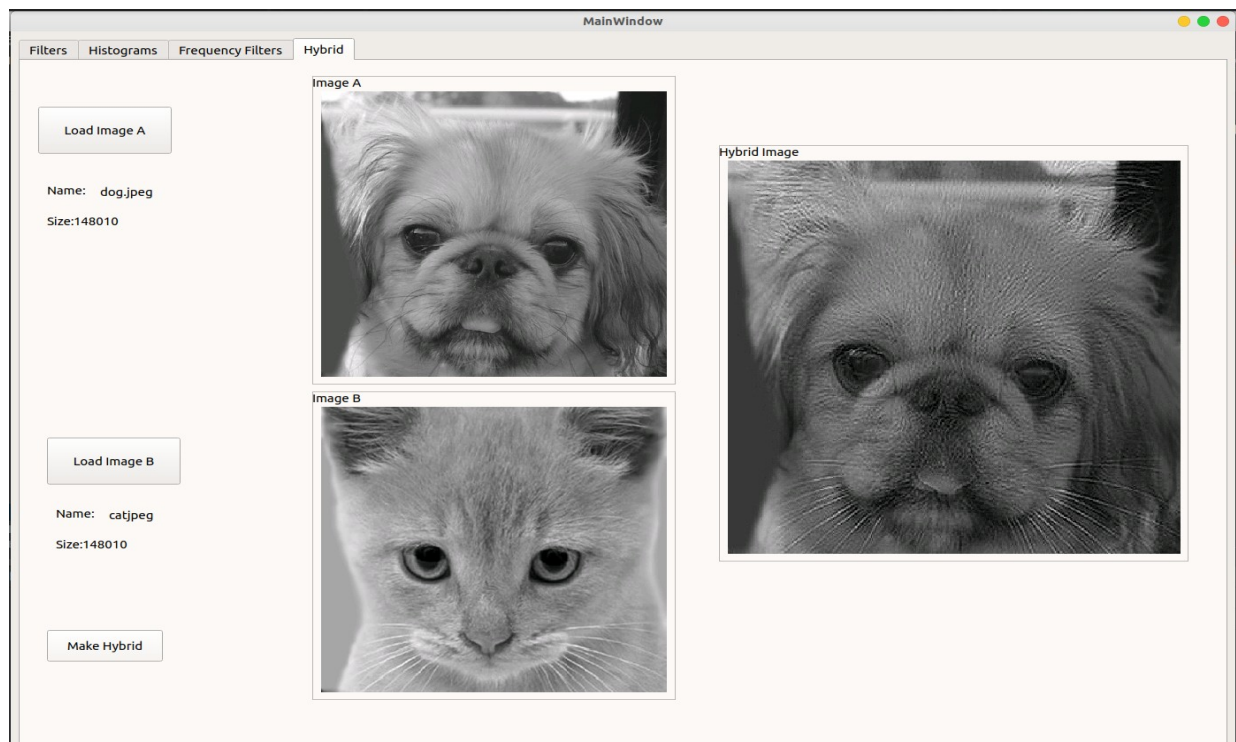 MainWindow
Filters Histograms Frequency Filters Hybrid
Image A
Load Image A
Hybrid Image
Name: dog.jpeg
Size:148010
Image B
Load Image B
Name: catjpeg
Size:148010
Make Hybrid